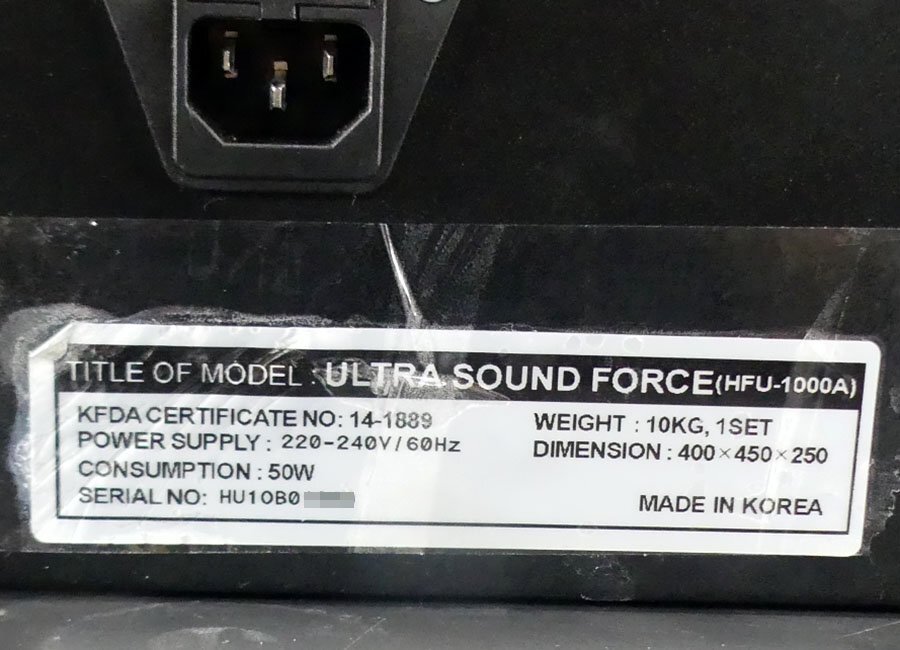 TITLE OF MODEL : ULTRA SOUND FORCE(HFU-1000A)
KFDA CERTIFICATE NO: 14-1889
POWER SUPPLY : 220-240V/60Hz
CONSUMPTION : 50W
SERIAL NO: HU10B0
WEIGHT : 10KG, 1SET
DIMENSION : 400×450×250
MADE IN KOREA